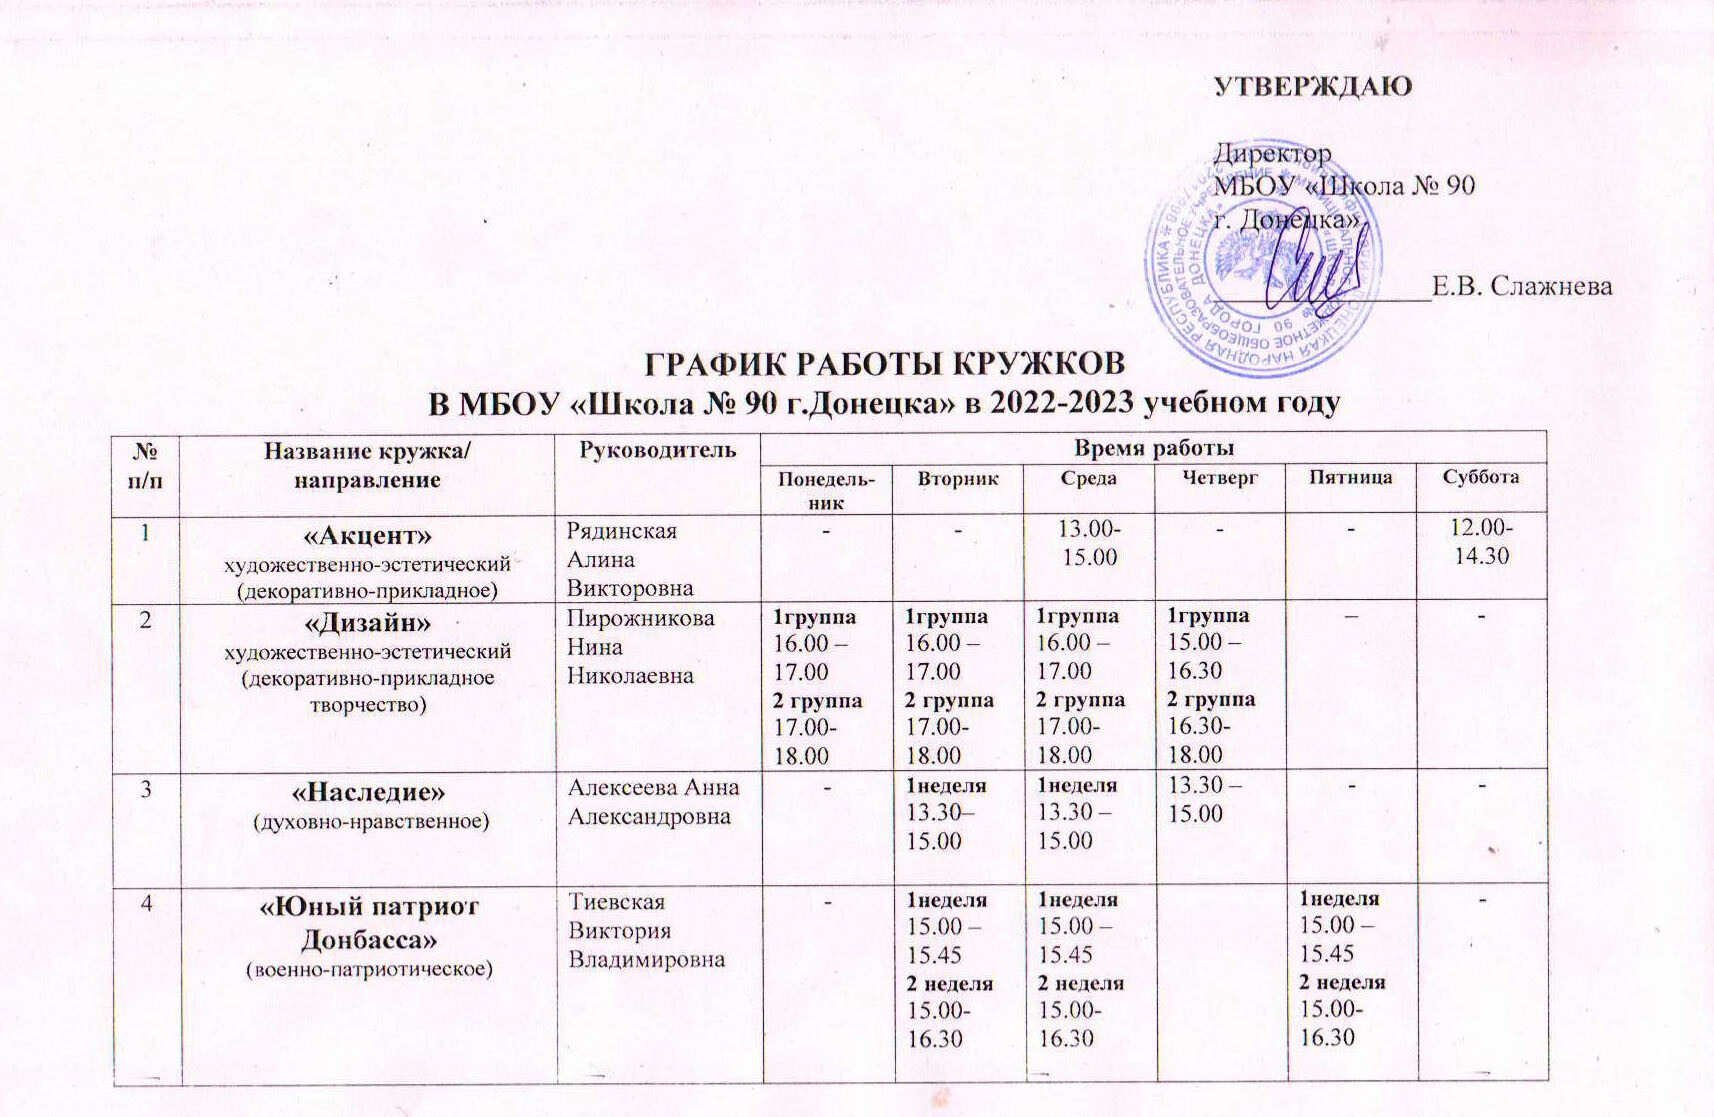 УТВЕРЖДАЮ
Директор
МБОУ «Школа № 90
г. Донецка»
Е.В. Слажнева
ГРАФИК РАБОТЫ КРУЖКОВ
В МБОУ «Школа № 90 г.Донецка» в 2022-2023 учебном году
№
п/п
Название кружка/
направление
Руководитель
Время работы
Понедель-
ник
Вторник
Среда
Четверг
Пятница
Суббота
1
«Акцент»
художественно-эстетический
(декоративно-прикладное)
Рядинская
Алина
Викторовна
-
-
13.00-
15.00
-
-
12.00-
14.30
2
«Дизайн»
художественно-эстетический
(декоративно-прикладное
творчество)
Пирожникова
Нина
Николаевна
1группа
16.00 –
17.00
2 группа
17.00-
18.00
1группа
16.00 –
17.00
2 группа
17.00-
18.00
1группа
16.00 –
17.00
2 группа
17.00-
18.00
1группа
15.00 –
16.30
2 группа
16.30-
18.00
–
-
3
«Наследие»
(духовно-нравственное)
Алексеева Анна
Александровна
-
1неделя
13.30–
15.00
1неделя
13.30 –
15.00
13.30 –
15.00
-
-
4
«Юный патриот
Донбасса»
(военно-патриотическое)
Тиевская
Виктория
Владимировна
-
1неделя
15.00 –
15.45
2 неделя
15.00-
16.30
1неделя
15.00 –
15.45
2 неделя
15.00-
16.30
1неделя
15.00 –
15.45
2 неделя
15.00-
16.30
-